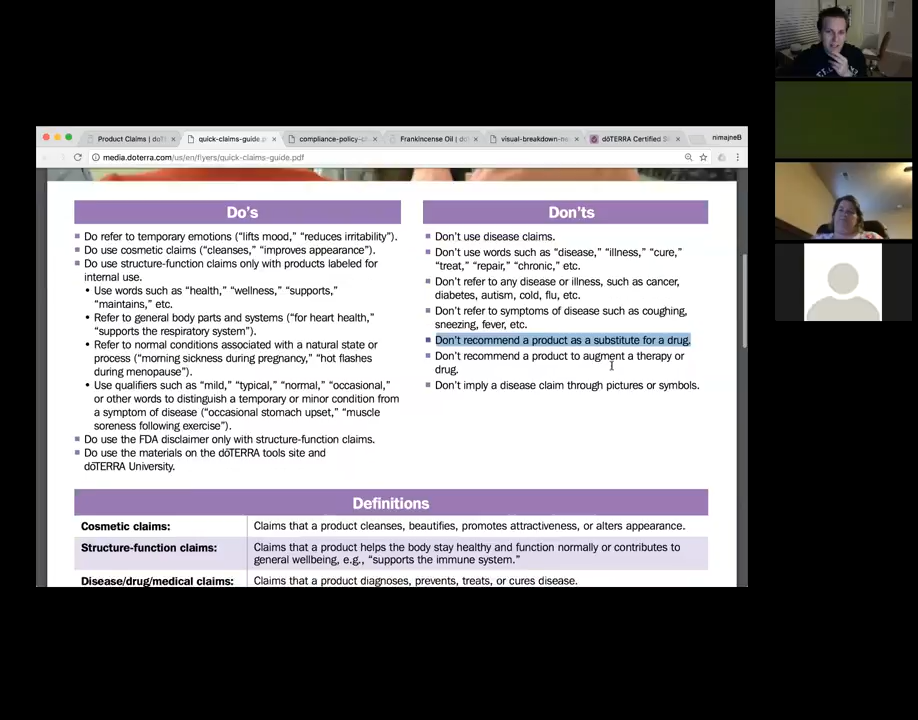 Product Claims | dōT
quick-claims-guide.p
compliance-policy-c
Frankincense Oil | dō
visual-breakdown-ne
dōTERRA Certified S
nimajneB
media.doterra.com/us/en/flyers/quick-claims-guide.pdf
Do's
Do refer to temporary emotions (“lifts mood,” “reduces irritability”).
Do use cosmetic claims (“cleanses,” “improves appearance”).
Do use structure-function claims only with products labeled for
internal use.
• Use words such as “health,” “wellness,” “supports,”
“maintains,” etc.
• Refer to general body parts and systems (“for heart health,”
“supports the respiratory system”).
• Refer to normal conditions associated with a natural state or
process (“morning sickness during pregnancy,” “hot flashes
during menopause”).
• Use qualifiers such as “mild,” “typical,” “normal,” “occasional,”
or other words to distinguish a temporary or minor condition from
a symptom of disease (“occasional stomach upset,” “muscle
soreness following exercise”).
Do use the FDA disclaimer only with structure-function claims.
Do use the materials on the dōTERRA tools site and
dōTERRA University.
Don'ts
Don’t use disease claims.
Don’t use words such as “disease,” “illness,” “cure,”
“treat,” “repair,” “chronic,” etc.
Don’t refer to any disease or illness, such as cancer,
diabetes, autism, cold, flu, etc.
Don’t refer to symptoms of disease such as coughing,
sneezing, fever, etc.
Don’t recommend a product as a substitute for a drug.
Don’t recommend a product to augment a therapy or
drug.
Don’t imply a disease claim through pictures or symbols.
Definitions
Cosmetic claims: Claims that a product cleanses, beautifies, promotes attractiveness, or alters appearance.
Structure-function claims: Claims that a product helps the body stay healthy and function normally or contributes to
general wellbeing, e.g., “supports the immune system.”
Disease/drug/medical claims: Claims that a product diagnoses, prevents, treats, or cures disease.